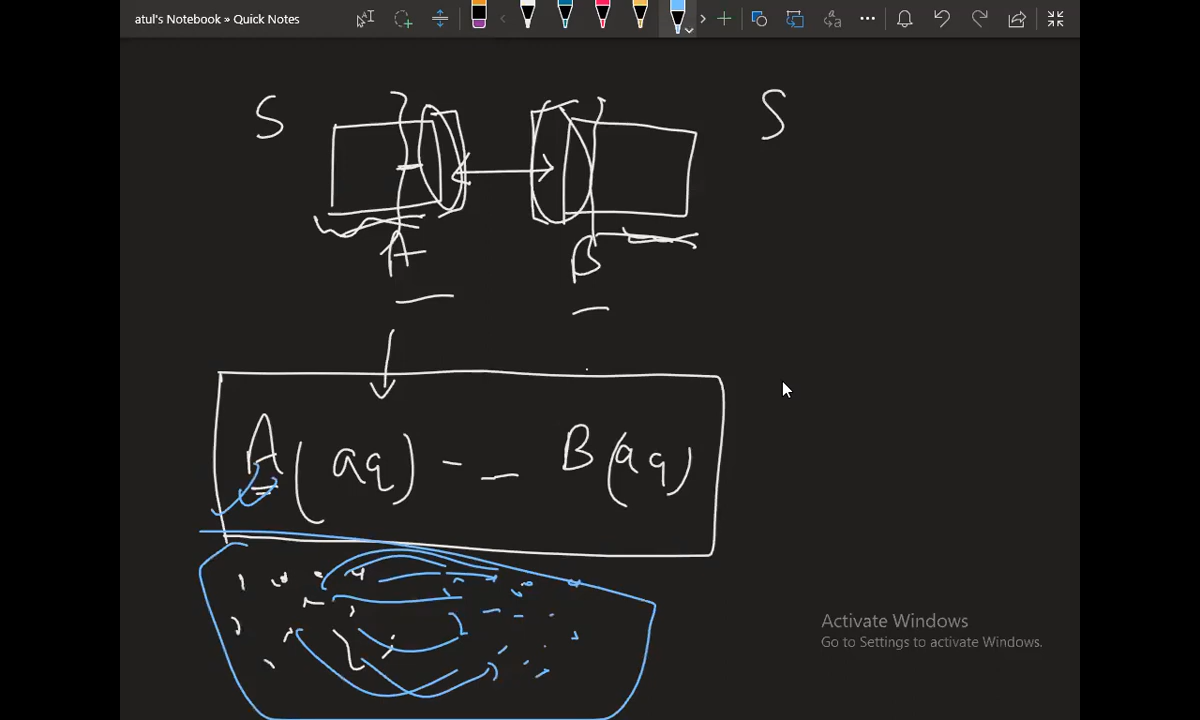 atul's Notebook » Quick Notes
S S
A B
A (aq) - - B (aq)
Activate Windows
Go to Settings to activate Windows.